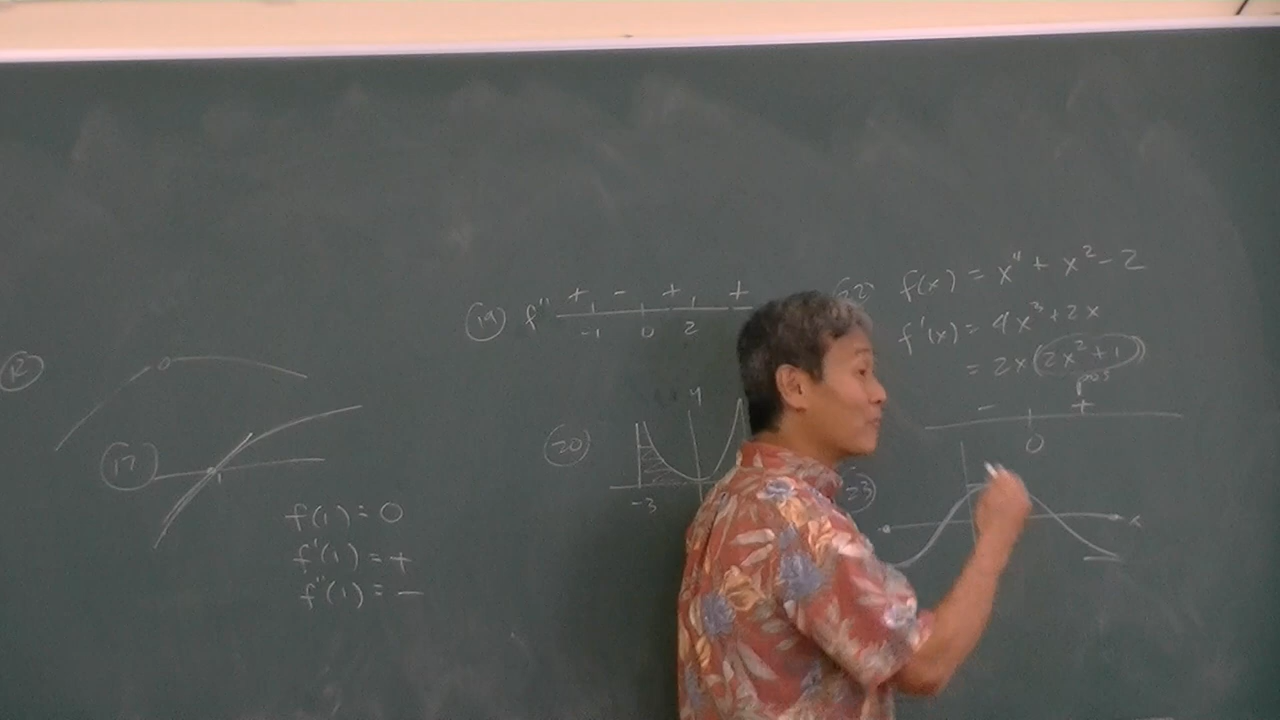 12
17
1
f(1) = 0
f'(1) = +
f''(1) = -
19 f'' + - + +
-1 0 2
20
y
-3
22 f(x) = x⁴ + x² - 2
f'(x) = 4x³ + 2x
= 2x(2x² + 1)
pos
- +
0
x